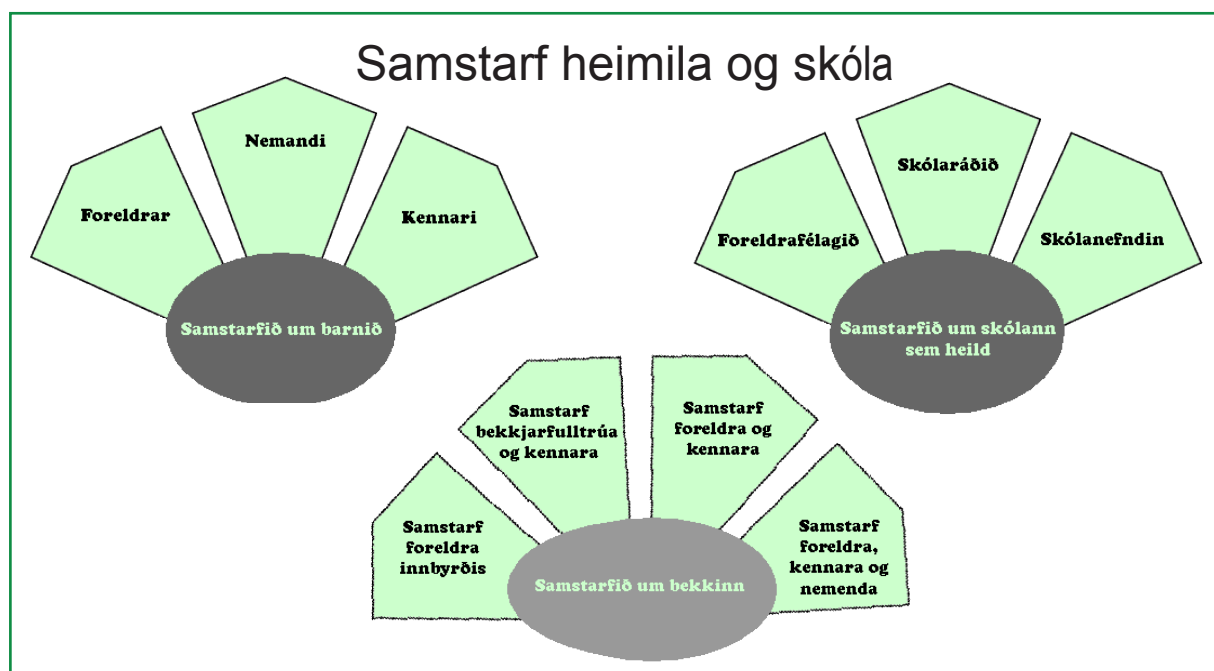 Samstarf heimila og skóla
Foreldrar
Nemandi
Kennari
Samstarfið um barnið
Foreldrafélagið
Skólaráðið
Skólanefndin
Samstarfið um skólann
sem heild
Samstarf
foreldra
innbyrðis
Samstarf
bekkjarfulltrúa
og kennara
Samstarf
foreldra og
kennara
Samstarf
foreldra,
kennara og
nemenda
Samstarfið um bekkinn